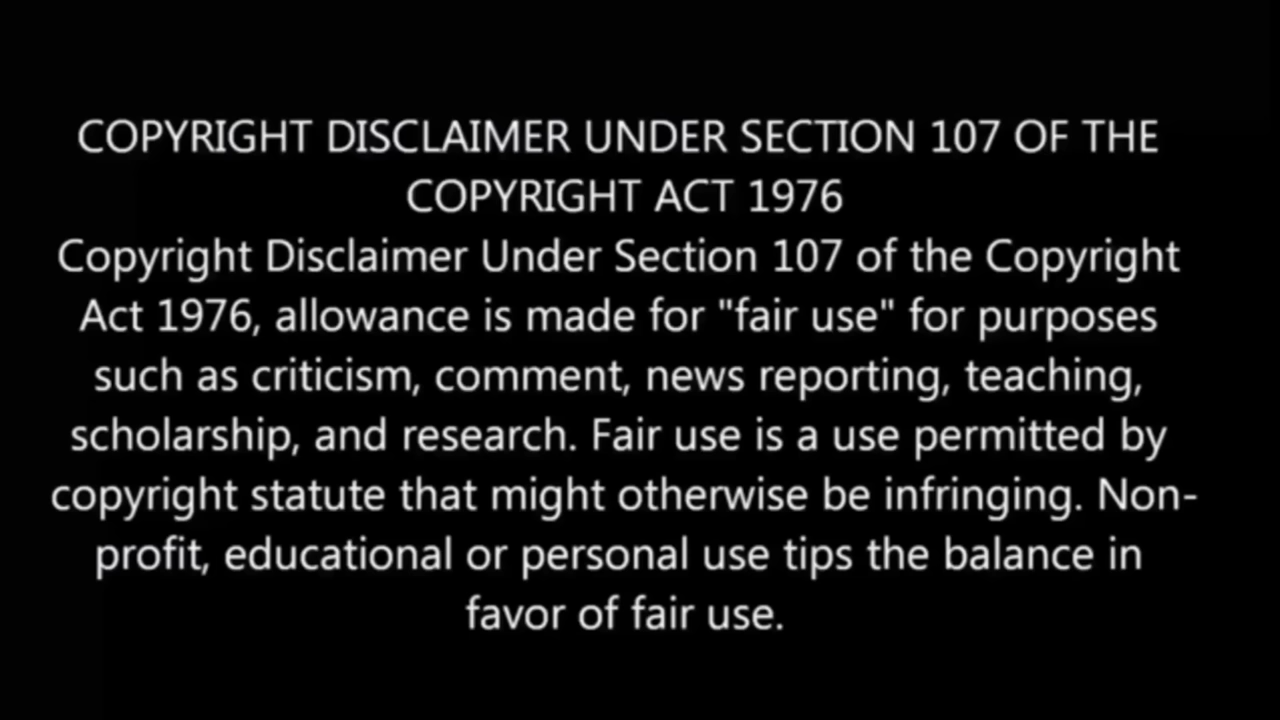 COPYRIGHT DISCLAIMER UNDER SECTION 107 OF THE
COPYRIGHT ACT 1976
Copyright Disclaimer Under Section 107 of the Copyright
Act 1976, allowance is made for "fair use" for purposes
such as criticism, comment, news reporting, teaching,
scholarship, and research. Fair use is a use permitted by
copyright statute that might otherwise be infringing. Non-
profit, educational or personal use tips the balance in
favor of fair use.